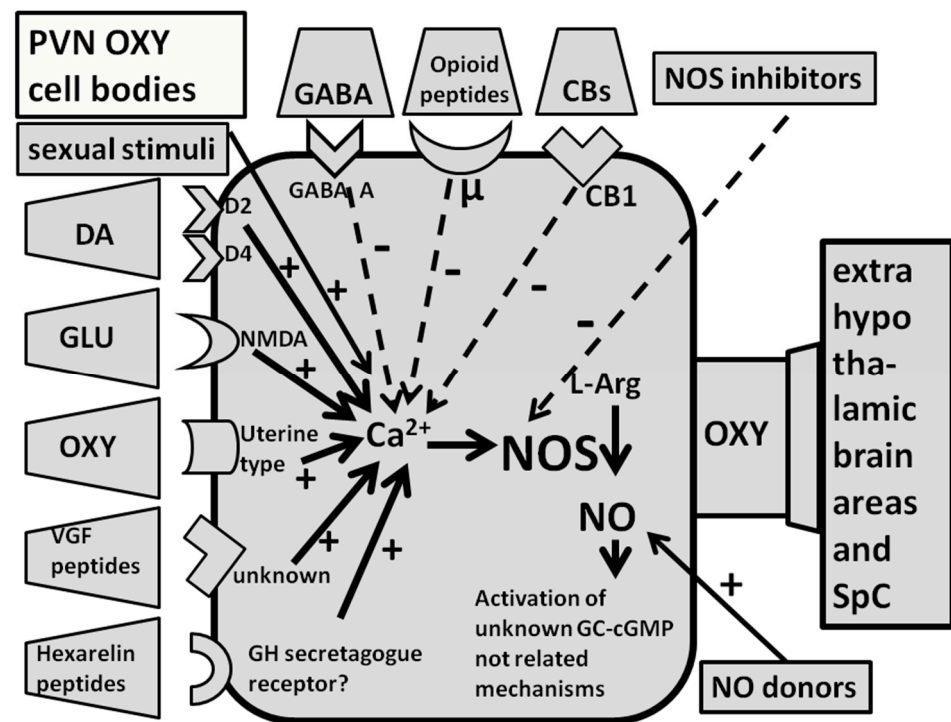 PVN OXY
cell bodies
sexual stimuli
GABA
Opioid
peptides
CBs
NOS inhibitors
GABA A
μ
CB1
DA
D2
D4
GLU
NMDA
OXY
Uterine
type
VGF
peptides
unknown
Hexarelin
peptides
GH secretagogue
receptor?
+
+
+
+
+
+
-
-
-
-
Ca²⁺
L-Arg
NOS
NO
Activation of
unknown GC-cGMP
not related
mechanisms
OXY
+
NO donors
extra
hypo
tha-
lamic
brain
areas
and
SpC